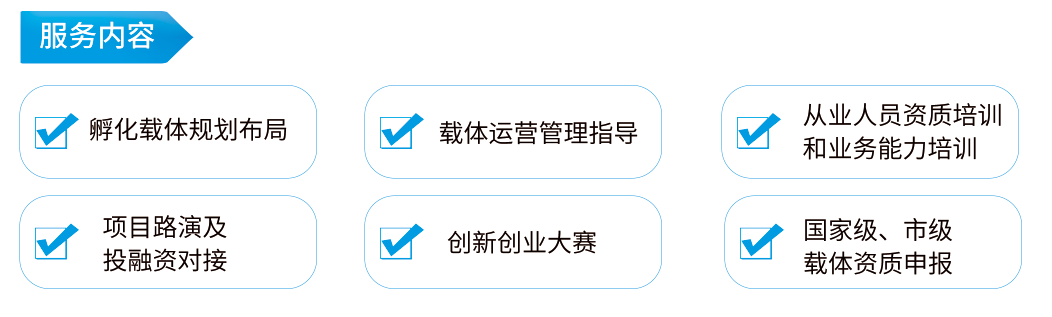 服务内容
孵化载体规划布局
载体运营管理指导
从业人员资质培训
和业务能力培训
项目路演及
投融资对接
创新创业大赛
国家级、市级
载体资质申报